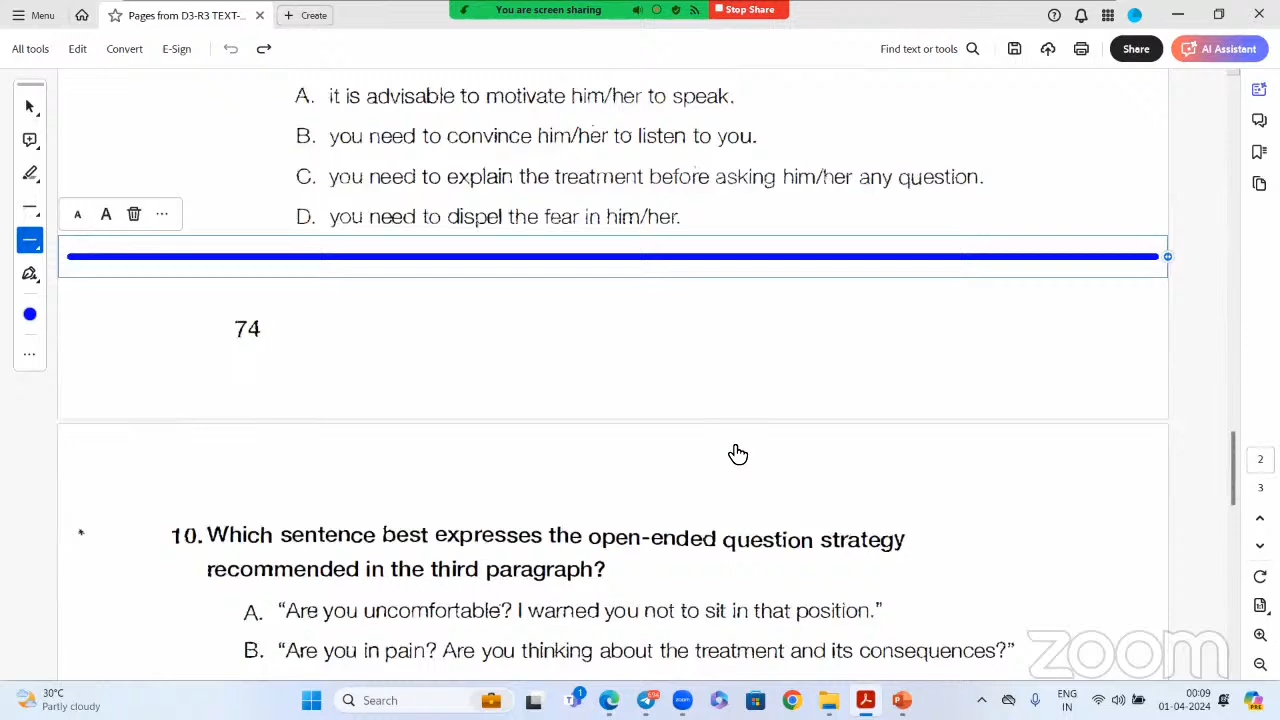 Menu
Pages from D3-R3 TEXT-...
Create
You are screen sharing
Stop Share
All tools
Edit
Convert
E-Sign
Find text or tools
Share
AI Assistant
A. it is advisable to motivate him/her to speak.
B. you need to convince him/her to listen to you.
C. you need to explain the treatment before asking him/her any question.
D. you need to dispel the fear in him/her.
A A
74
2
3
* 10. Which sentence best expresses the open-ended question strategy
recommended in the third paragraph?
A. “Are you uncomfortable? I warned you not to sit in that position.”
B. “Are you in pain? Are you thinking about the treatment and its consequences?”
zoom
30°C
Partly cloudy
Search
1
694
ENG
IN
00:09
01-04-2024
PRE